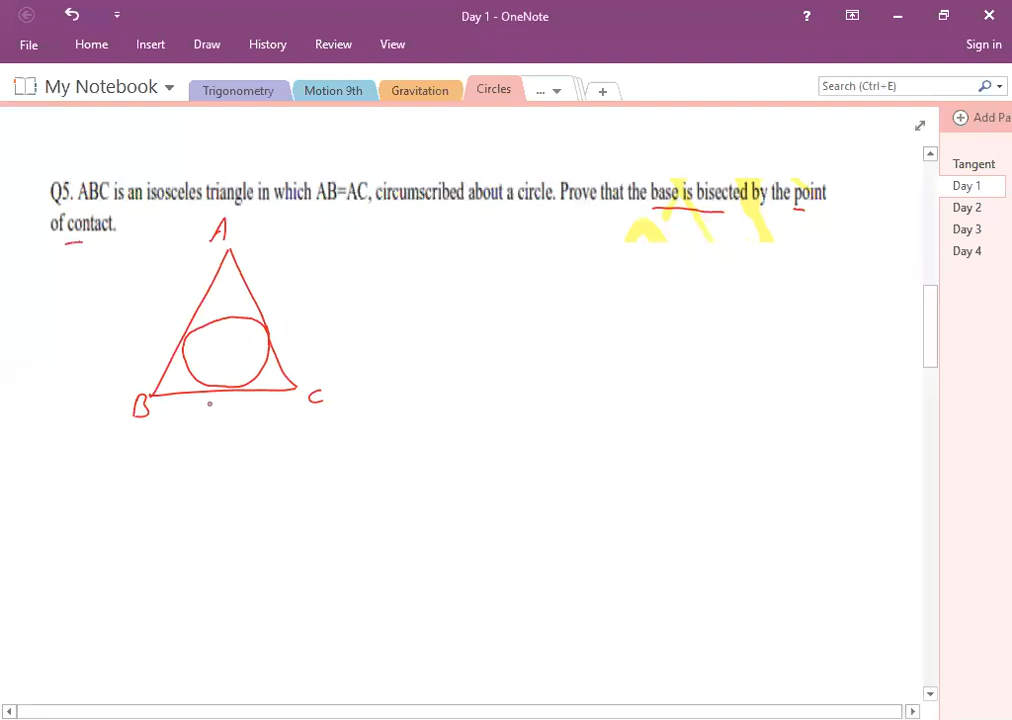 Day 1 - OneNote
?
File Home Insert Draw History Review View
Sign in
My Notebook Trigonometry Motion 9th Gravitation Circles ... +
Search (Ctrl+E)
Add Pa
Tangent
Day 1
Day 2
Day 3
Day 4
Q5. ABC is an isosceles triangle in which AB=AC, circumscribed about a circle. Prove that the base is bisected by the point
of contact.
A
B
C